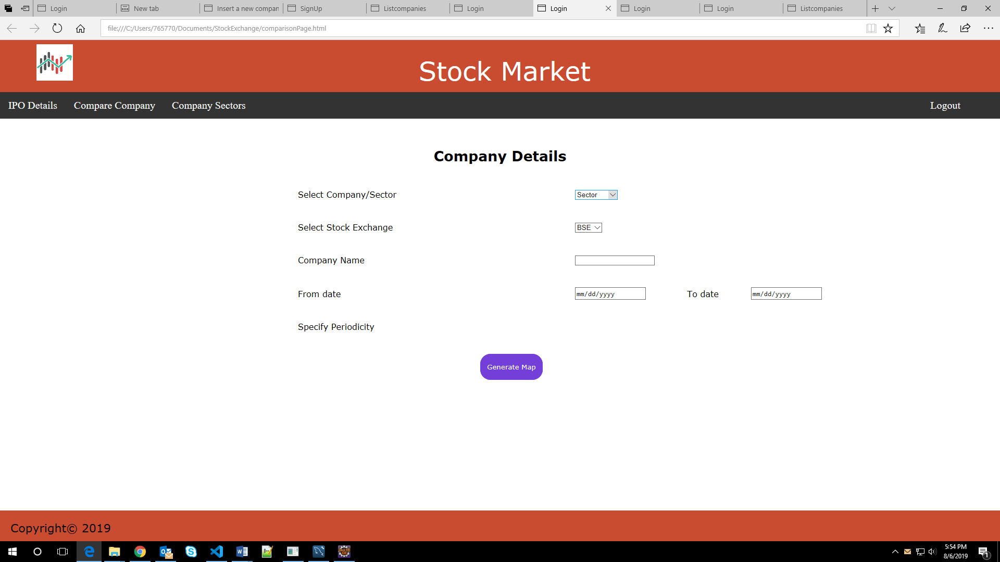 Login
New tab
Insert a new compan
SignUp
Listcompanies
Login
Login
Login
Login
Listcompanies
file:///C:/Users/765770/Documents/StockExchange/comparisonPage.html
Stock Market
IPO Details
Compare Company
Company Sectors
Logout
Company Details
Select Company/Sector
Sector
Select Stock Exchange
BSE
Company Name
From date
mm/dd/yyyy
To date
mm/dd/yyyy
Specify Periodicity
Generate Map
Copyright© 2019
5:54 PM
8/6/2019
1